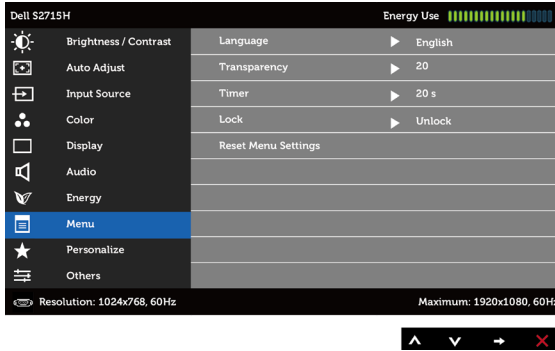 Dell S2715H Energy Use
Brightness / Contrast Language English
Auto Adjust Transparency 20
Input Source Timer 20 s
Color Lock Unlock
Display Reset Menu Settings
Audio
Energy
Menu
Personalize
Others
Resolution: 1024x768, 60Hz Maximum: 1920x1080, 60Hz